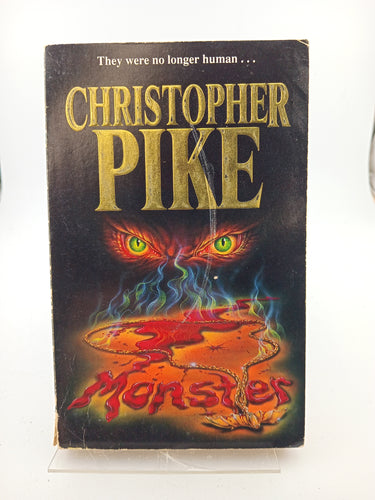 They were no longer human . . .
CHRISTOPHER
PIKE
Monster